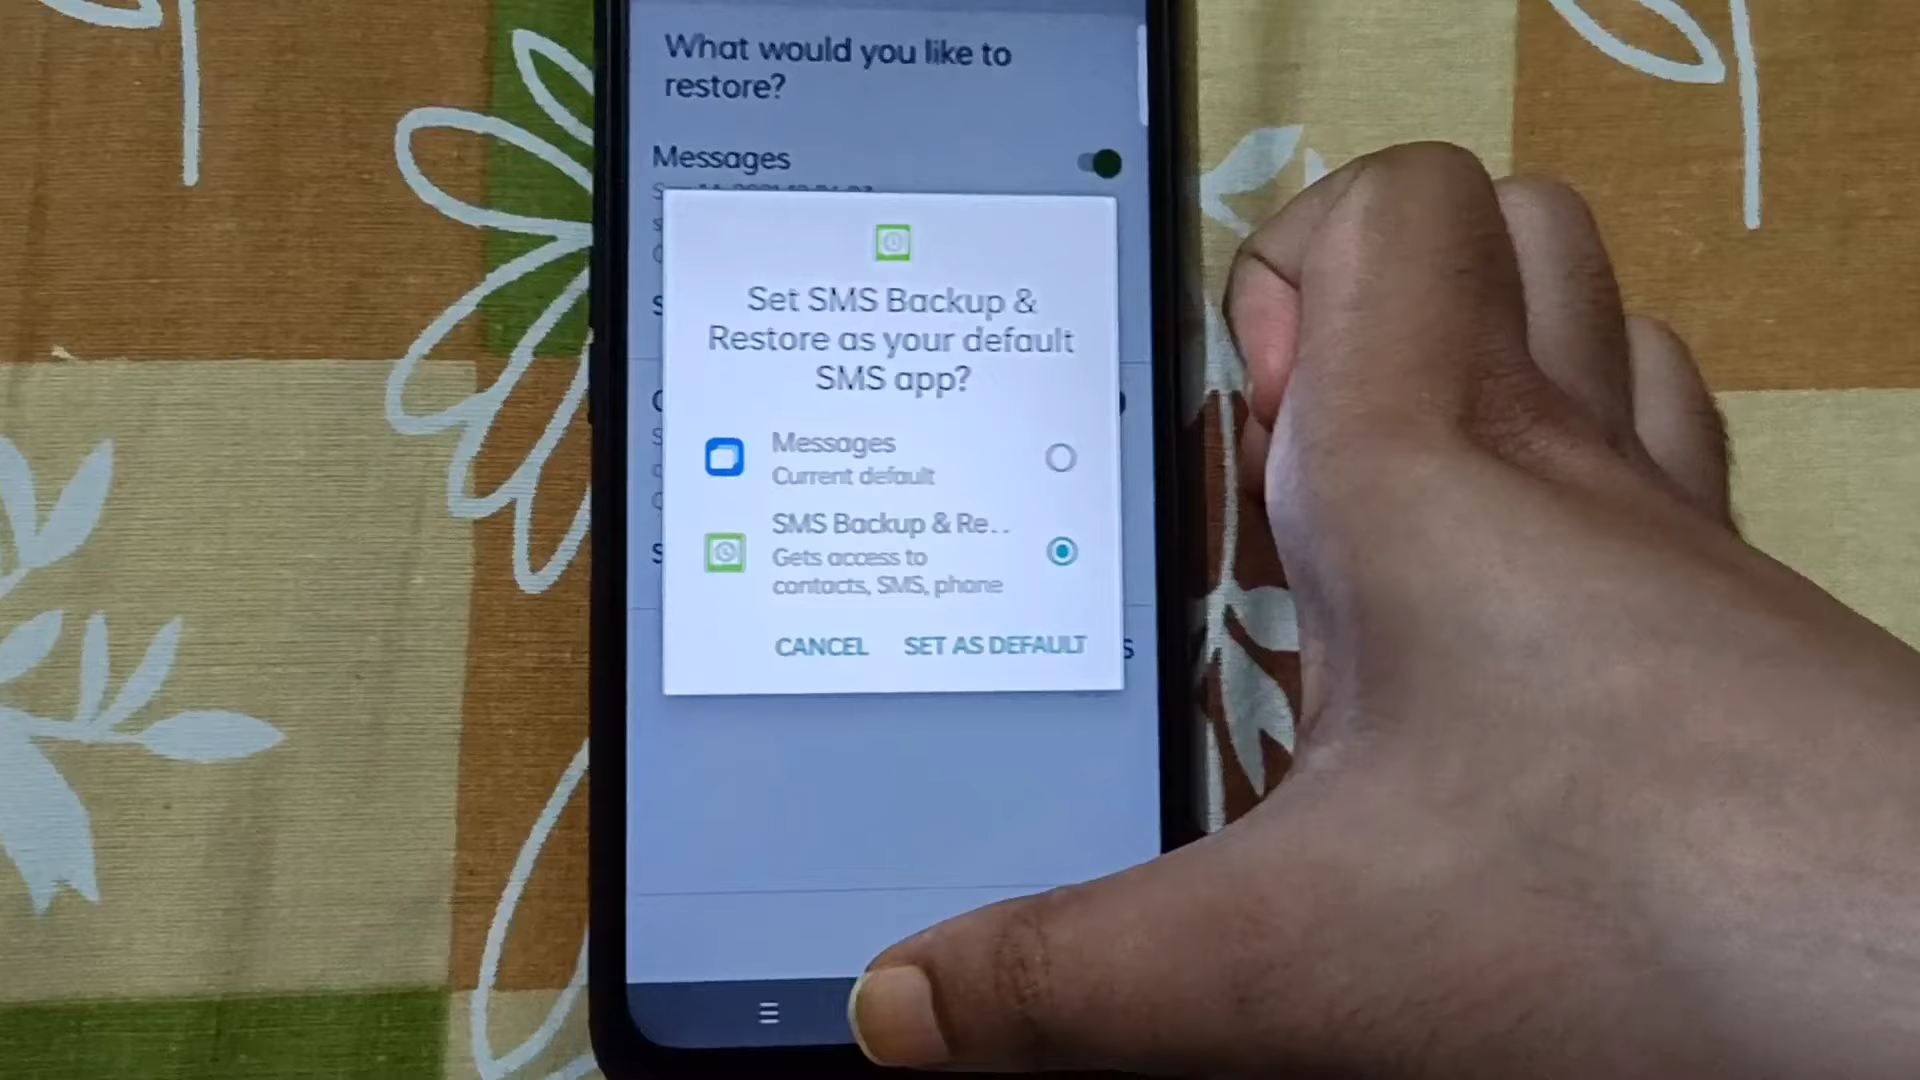 What would you like to
restore?
Messages
Set SMS Backup &
Restore as your default
SMS app?
Messages
Current default
SMS Backup & Re..
Gets access to
contacts, SMS, phone
CANCEL SET AS DEFAULT